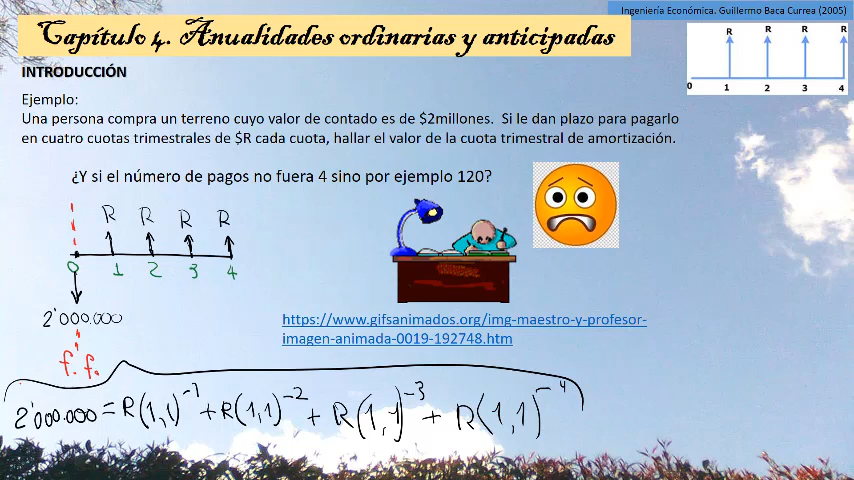 Ingeniería Económica. Guillermo Baca Currea (2005)
Capítulo 4. Anualidades ordinarias y anticipadas
R R R R
0 1 2 3 4
INTRODUCCIÓN
Ejemplo:
Una persona compra un terreno cuyo valor de contado es de $2millones. Si le dan plazo para pagarlo
en cuatro cuotas trimestrales de $R cada cuota, hallar el valor de la cuota trimestral de amortización.
¿Y si el número de pagos no fuera 4 sino por ejemplo 120?
R R R R
0 1 2 3 4
2'000.000
f.f.
https://www.gifsanimados.org/img-maestro-y-profesor-
imagen-animada-0019-192748.htm
2'000.000 = R(1,1)⁻¹ + R(1,1)⁻² + R(1,1)⁻³ + R(1,1)⁻⁴